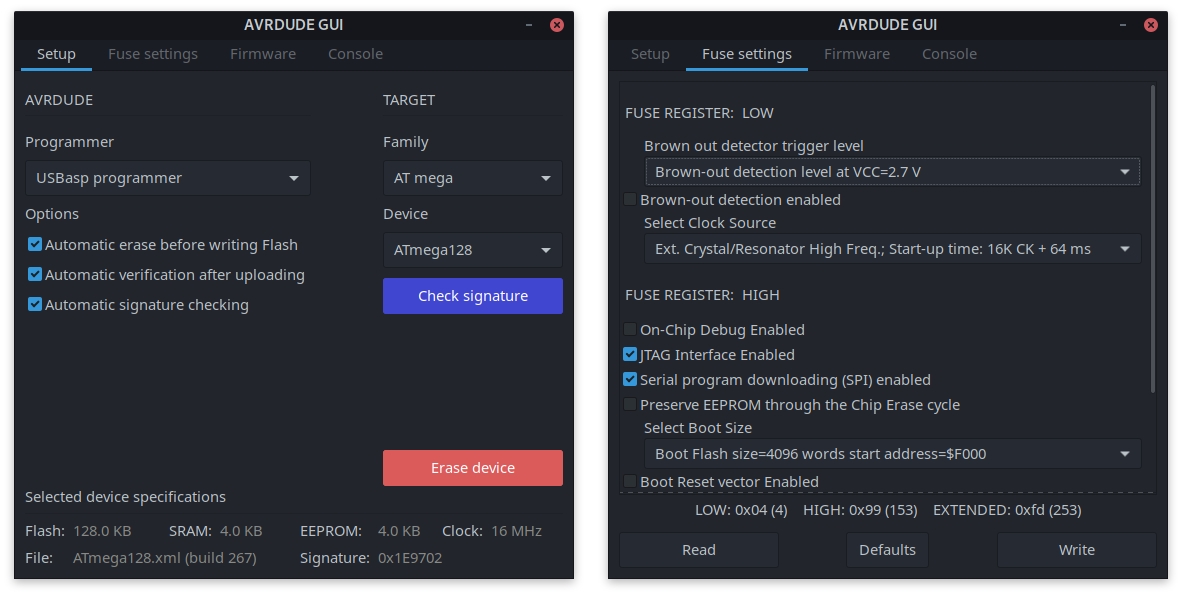 AVRDUDE GUI
Setup Fuse settings Firmware Console
AVRDUDE
Programmer
USBasp programmer
Options
Automatic erase before writing Flash
Automatic verification after uploading
Automatic signature checking
TARGET
Family
AT mega
Device
ATmega128
Check signature
Erase device
Selected device specifications
Flash: 128.0 KB SRAM: 4.0 KB EEPROM: 4.0 KB Clock: 16 MHz
File: ATmega128.xml (build 267) Signature: 0x1E9702
AVRDUDE GUI
Setup Fuse settings Firmware Console
FUSE REGISTER: LOW
Brown out detector trigger level
Brown-out detection level at VCC=2.7 V
Brown-out detection enabled
Select Clock Source
Ext. Crystal/Resonator High Freq.; Start-up time: 16K CK + 64 ms
FUSE REGISTER: HIGH
On-Chip Debug Enabled
JTAG Interface Enabled
Serial program downloading (SPI) enabled
Preserve EEPROM through the Chip Erase cycle
Select Boot Size
Boot Flash size=4096 words start address=$F000
Boot Reset vector Enabled
LOW: 0x04 (4) HIGH: 0x99 (153) EXTENDED: 0xfd (253)
Read Defaults Write